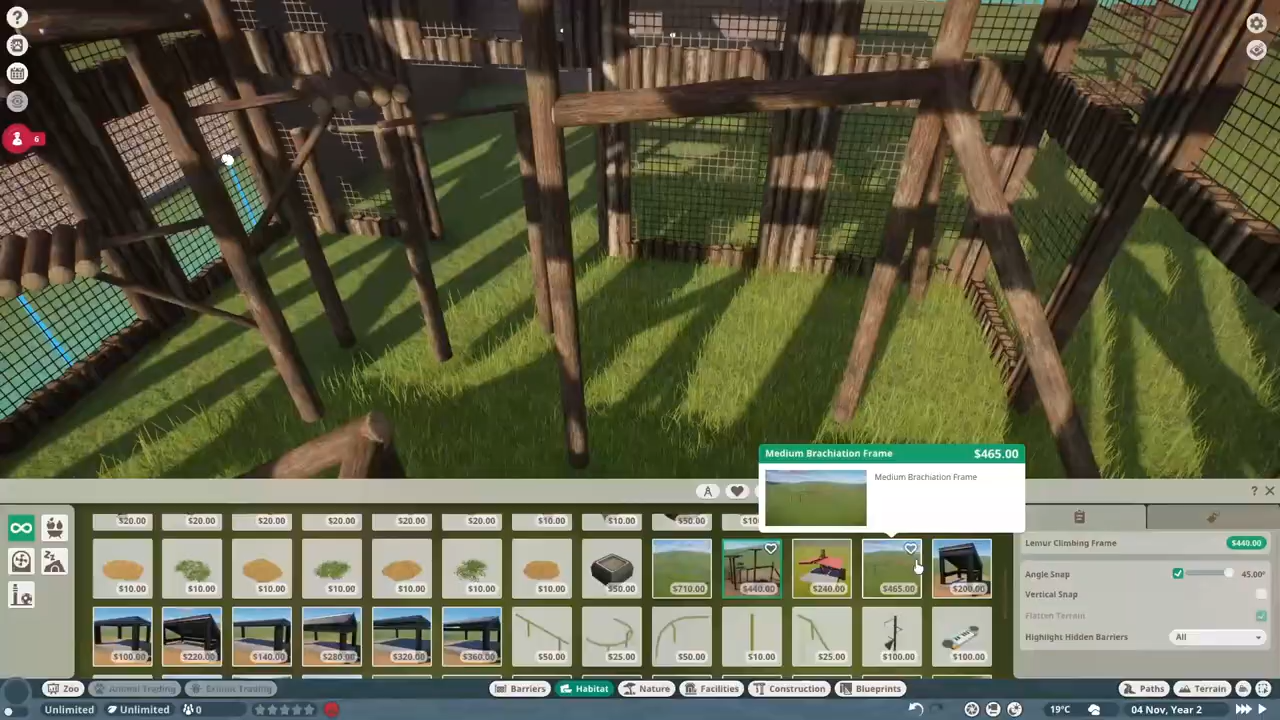 ?
6
Medium Brachiation Frame $465.00
Medium Brachiation Frame
? X
$20.00 $20.00 $20.00 $20.00 $20.00 $10.00 $10.00 $50.00
Lemur Climbing Frame $440.00
$10.00 $10.00 $10.00 $10.00 $10.00 $10.00 $10.00 $50.00 $710.00 $440.00 $240.00 $465.00 $200.00
Angle Snap 45.00°
Vertical Snap
Flatten Terrain
Highlight Hidden Barriers All
$100.00 $220.00 $140.00 $280.00 $320.00 $360.00 $50.00 $25.00 $50.00 $10.00 $25.00 $100.00 $100.00
Zoo Animal Trading Exhibit Trading Barriers Habitat Nature Facilities Construction Blueprints Paths Terrain
Unlimited Unlimited 0 19°C 04 Nov, Year 2